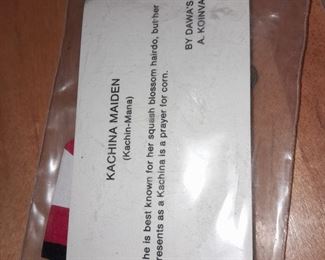 KACHINA MAIDEN
(Kachin-Mana)
he is best known for her squash blossom hairdo, but her
presents as a Kachina is a prayer for corn.
BY DAWA'S
A. KOINVA